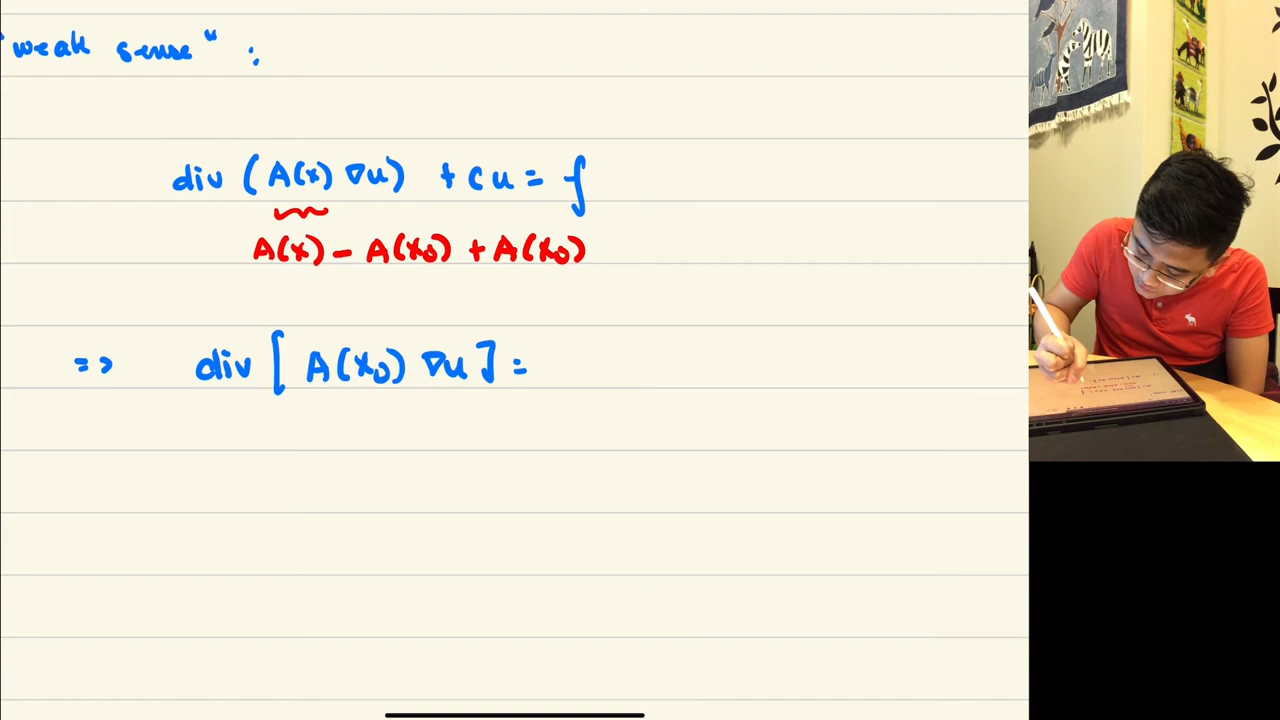 "weak sense" :
div (A(x) ∇u) + cu = f
A(x) - A(x₀) + A(x₀)
=> div [ A(x₀) ∇u ] =